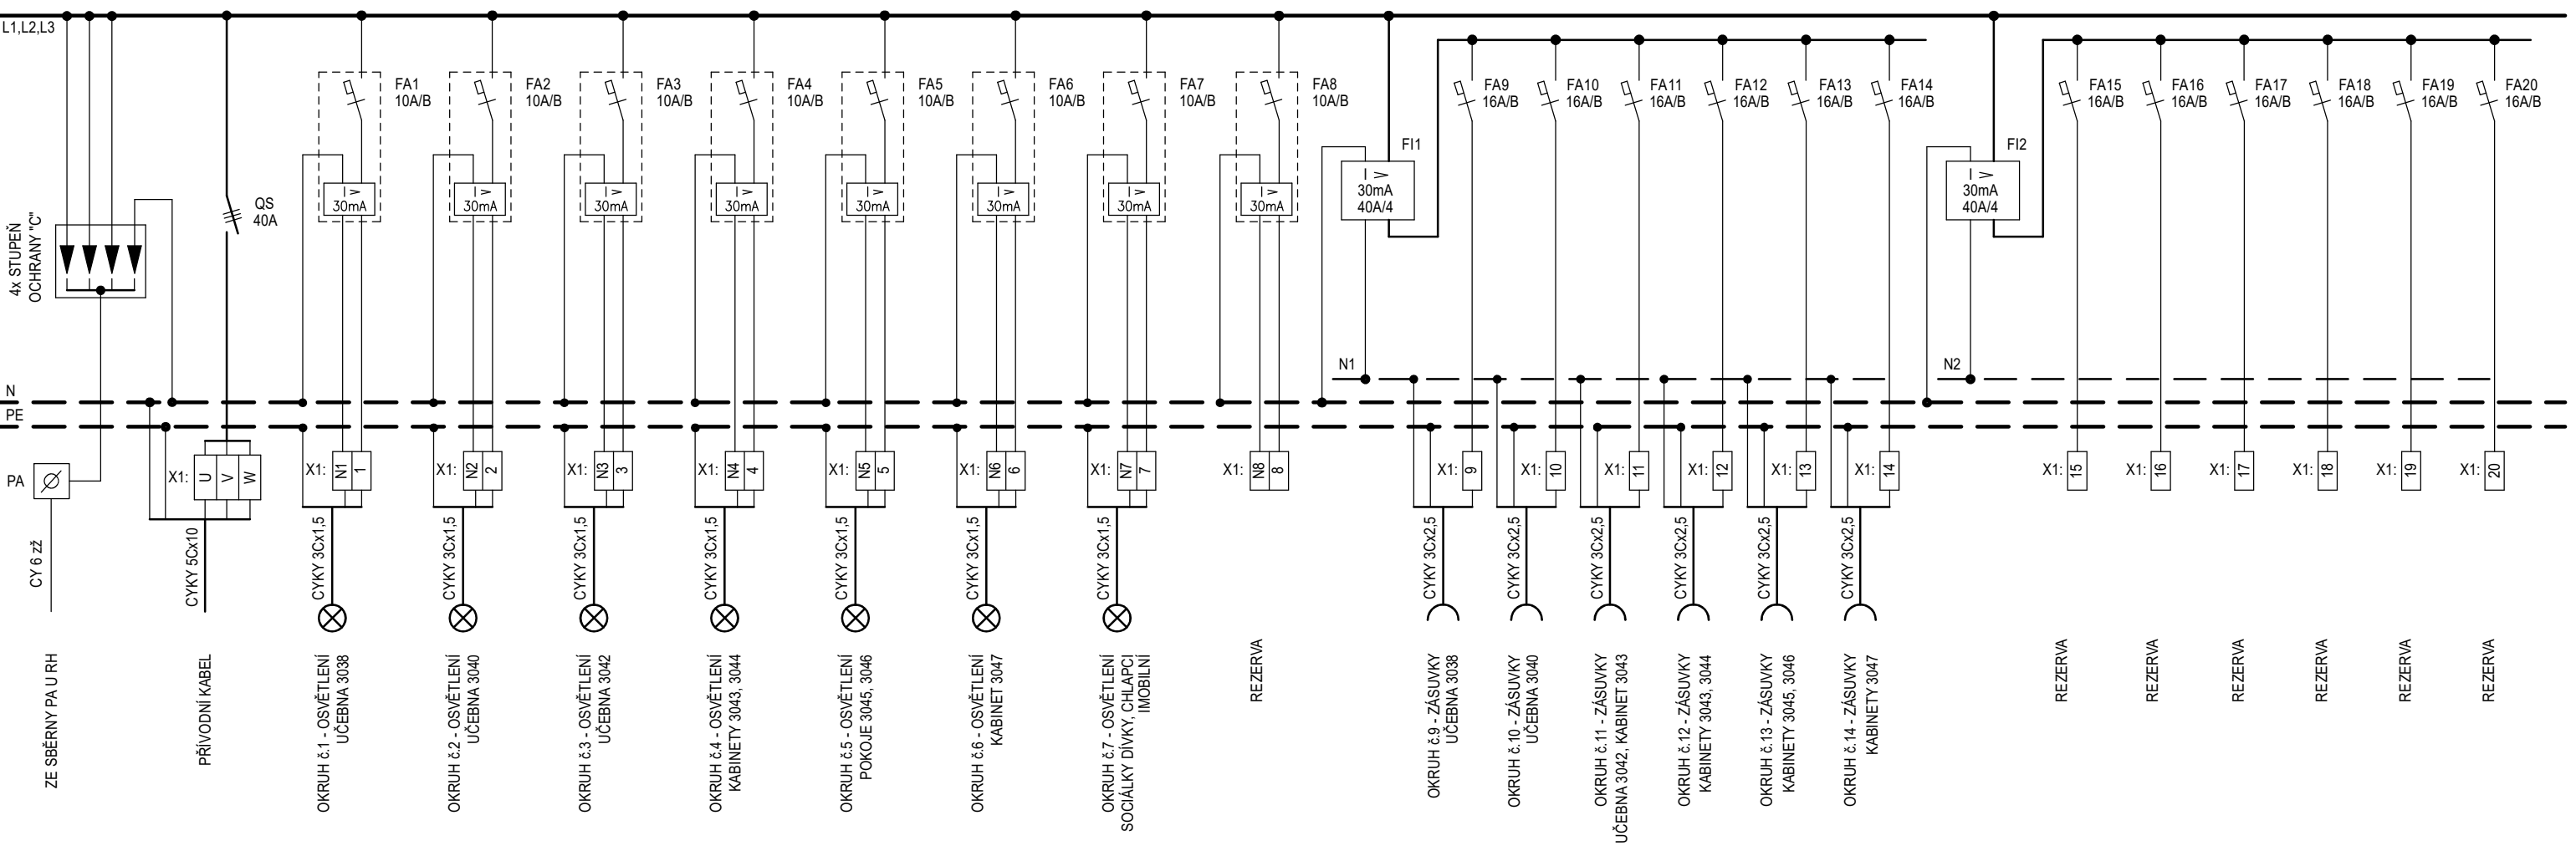 L1,L2,L3
4x STUPEŇ
OCHRANY "C"
QS
40A
FA1
10A/B
FA2
10A/B
FA3
10A/B
FA4
10A/B
FA5
10A/B
FA6
10A/B
FA7
10A/B
FA8
10A/B
I >
30mA
I >
30mA
I >
30mA
I >
30mA
I >
30mA
I >
30mA
I >
30mA
I >
30mA
FI1
I >
30mA
40A/4
FA9
16A/B
FA10
16A/B
FA11
16A/B
FA12
16A/B
FA13
16A/B
FA14
16A/B
FI2
I >
30mA
40A/4
FA15
16A/B
FA16
16A/B
FA17
16A/B
FA18
16A/B
FA19
16A/B
FA20
16A/B
N1
N2
N
PE
PA
X1: U V W
X1: N1 1
X1: N2 2
X1: N3 3
X1: N4 4
X1: N5 5
X1: N6 6
X1: N7 7
X1: N8 8
X1: 9
X1: 10
X1: 11
X1: 12
X1: 13
X1: 14
X1: 15
X1: 16
X1: 17
X1: 18
X1: 19
X1: 20
CY 6 zž
CYKY 5Cx10
CYKY 3Cx1,5
CYKY 3Cx1,5
CYKY 3Cx1,5
CYKY 3Cx1,5
CYKY 3Cx1,5
CYKY 3Cx1,5
CYKY 3Cx1,5
CYKY 3Cx2,5
CYKY 3Cx2,5
CYKY 3Cx2,5
CYKY 3Cx2,5
CYKY 3Cx2,5
CYKY 3Cx2,5
ZE SBĚRNY PA U RH
PŘÍVODNÍ KABEL
OKRUH č.1 - OSVĚTLENÍ
UČEBNA 3038
OKRUH č.2 - OSVĚTLENÍ
UČEBNA 3040
OKRUH č.3 - OSVĚTLENÍ
UČEBNA 3042
OKRUH č.4 - OSVĚTLENÍ
KABINETY 3043, 3044
OKRUH č.5 - OSVĚTLENÍ
POKOJE 3045, 3046
OKRUH č.6 - OSVĚTLENÍ
KABINET 3047
OKRUH č.7 - OSVĚTLENÍ
SOCIÁLKY DÍVKY, CHLAPCI
IMOBILNÍ
REZERVA
OKRUH č.9 - ZÁSUVKY
UČEBNA 3038
OKRUH č.10 - ZÁSUVKY
UČEBNA 3040
OKRUH č.11 - ZÁSUVKY
UČEBNA 3042, KABINET 3043
OKRUH č.12 - ZÁSUVKY
KABINETY 3043, 3044
OKRUH č.13 - ZÁSUVKY
KABINETY 3045, 3046
OKRUH č.14 - ZÁSUVKY
KABINETY 3047
REZERVA
REZERVA
REZERVA
REZERVA
REZERVA
REZERVA